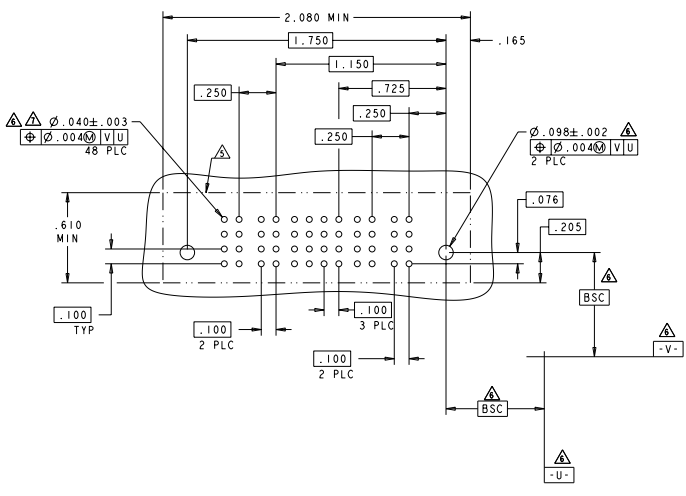 2.080 MIN
1.750
.165
1.150
.725
.250
.250
.250
6 7 Ø.040±.003
⌖ Ø.004Ⓜ V U
48 PLC
5
Ø.098±.002 6
⌖ Ø.004Ⓜ V U
2 PLC
.076
.205
.610
MIN
.100
TYP
.100
2 PLC
.100
3 PLC
.100
2 PLC
6
BSC
6
-V-
6
BSC
6
-U-